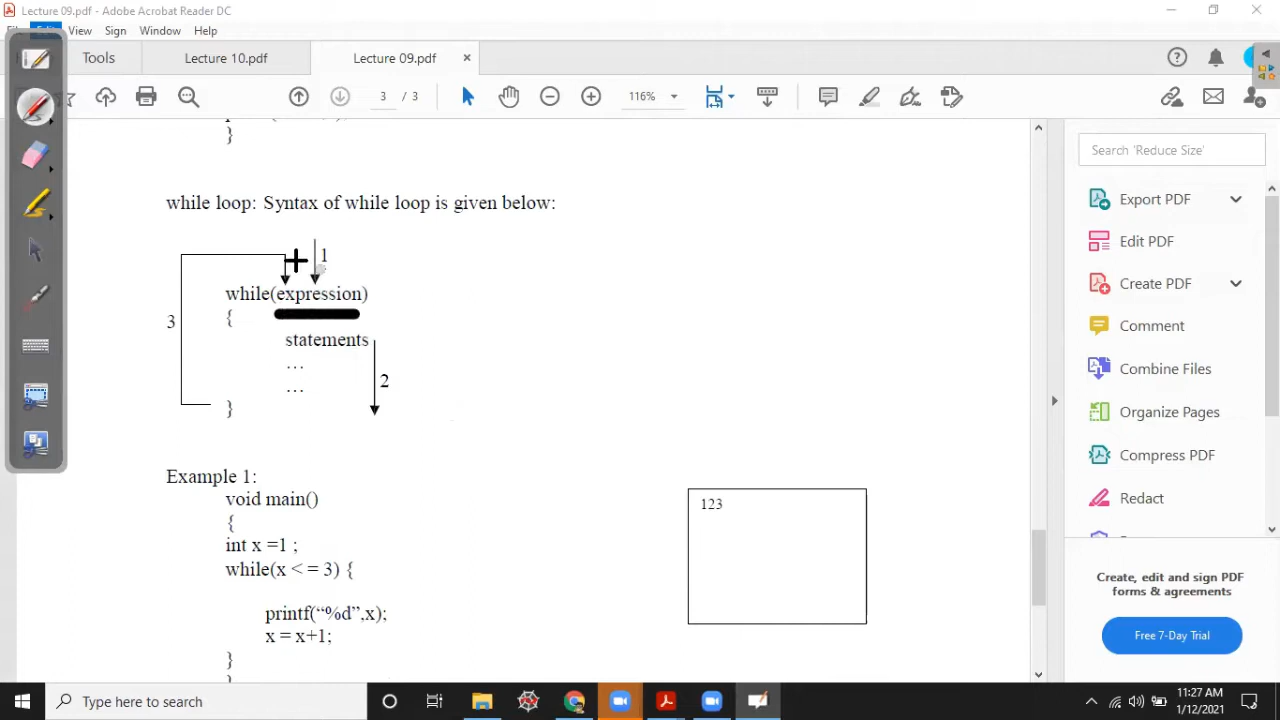 Lecture 09.pdf - Adobe Acrobat Reader DC
Edit View Sign Window Help
Tools Lecture 10.pdf Lecture 09.pdf ×
3 / 3 116%
}
while loop: Syntax of while loop is given below:
1
while(expression)
{
3
statements
...
2
...
}
Example 1:
void main()
{
int x =1 ;
while(x < = 3) {
printf(“%d”,x);
x = x+1;
}
123
Search 'Reduce Size'
Export PDF
Edit PDF
Create PDF
Comment
Combine Files
Organize Pages
Compress PDF
Redact
Create, edit and sign PDF
forms & agreements
Free 7-Day Trial
Type here to search
11:27 AM
1/12/2021